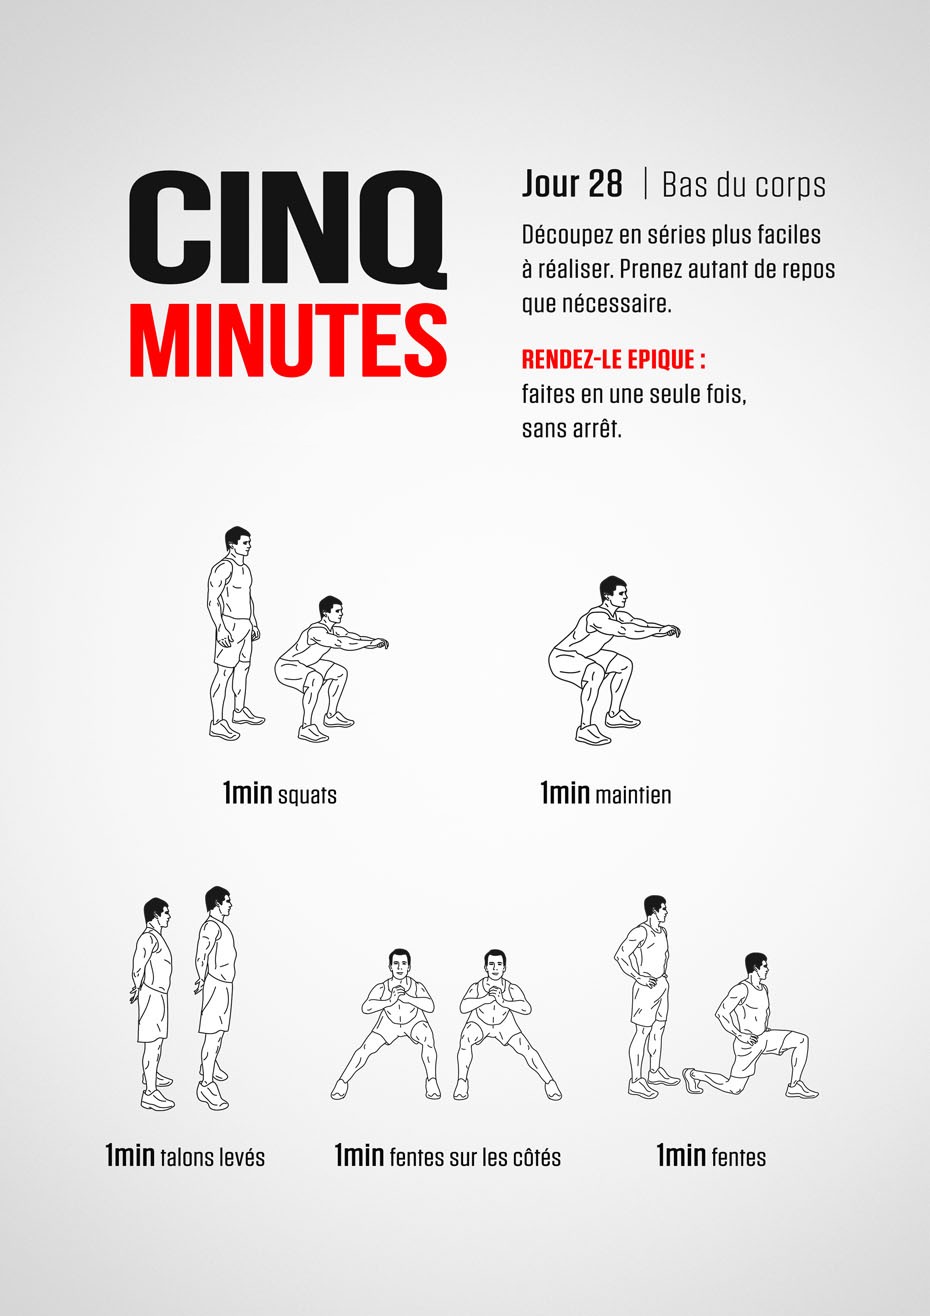 CINQ
MINUTES
Jour 28 | Bas du corps
Découpez en séries plus faciles
à réaliser. Prenez autant de repos
que nécessaire.
RENDEZ-LE EPIQUE :
faites en une seule fois,
sans arrêt.
1min squats
1min maintien
1min talons levés
1min fentes sur les côtés
1min fentes